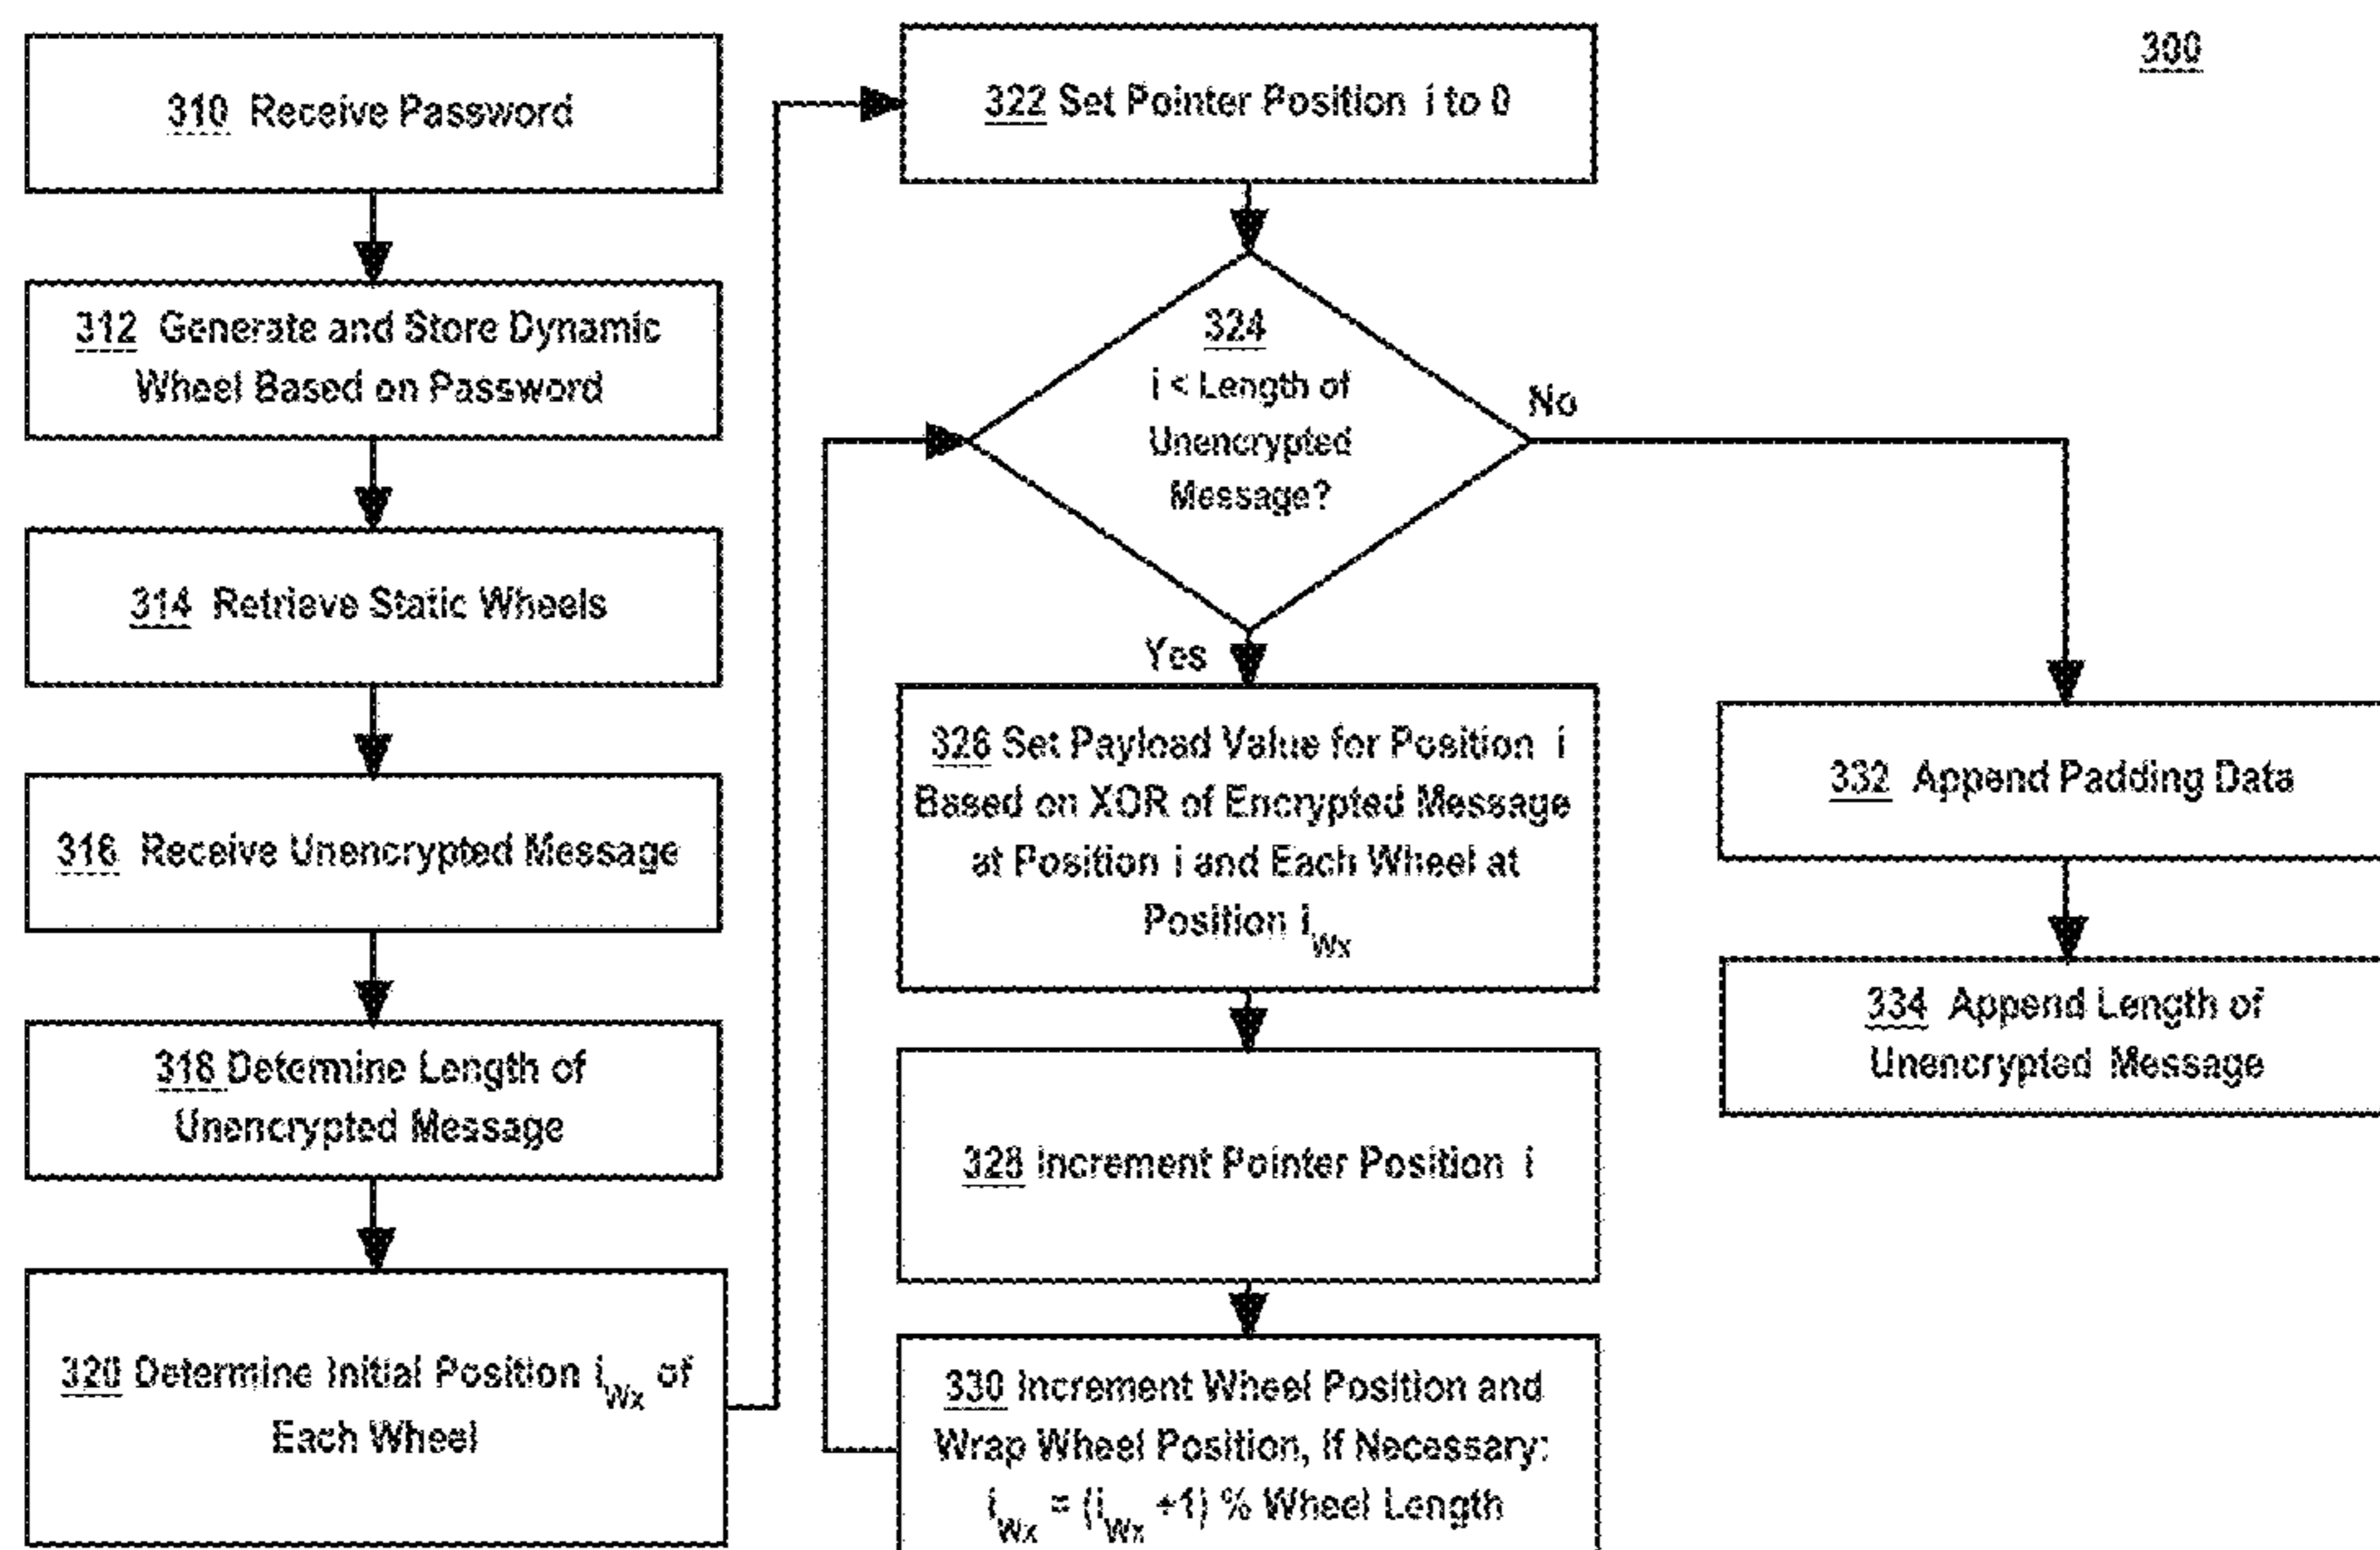 300
310 Receive Password
312 Generate and Store Dynamic
Wheel Based on Password
314 Retrieve Static Wheels
316 Receive Unencrypted Message
318 Determine Length of
Unencrypted Message
320 Determine Initial Position iWx of
Each Wheel
322 Set Pointer Position i to 0
324
i < Length of
Unencrypted
Message?
No
Yes
326 Set Payload Value for Position i
Based on XOR of Encrypted Message
at Position i and Each Wheel at
Position iWx
328 Increment Pointer Position i
330 Increment Wheel Position and
Wrap Wheel Position, if Necessary:
iWx = (iWx +1) % Wheel Length
332 Append Padding Data
334 Append Length of
Unencrypted Message